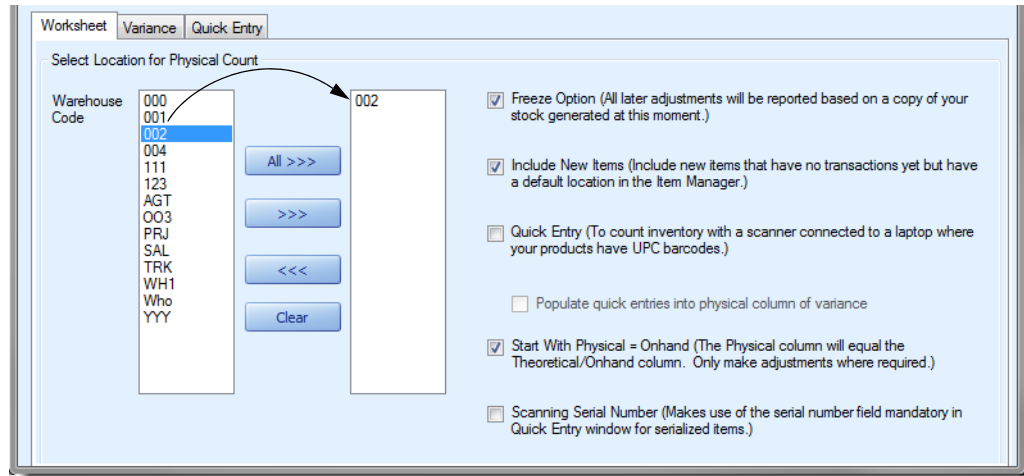 Worksheet Variance Quick Entry
Select Location for Physical Count
Warehouse
Code
000
001
002
004
111
123
AGT
OO3
PRJ
SAL
TRK
WH1
Who
YYY
All >>>
>>>
<<<
Clear
002
Freeze Option (All later adjustments will be reported based on a copy of your
stock generated at this moment.)
Include New Items (Include new items that have no transactions yet but have
a default location in the Item Manager.)
Quick Entry (To count inventory with a scanner connected to a laptop where
your products have UPC barcodes.)
Populate quick entries into physical column of variance
Start With Physical = Onhand (The Physical column will equal the
Theoretical/Onhand column.  Only make adjustments where required.)
Scanning Serial Number (Makes use of the serial number field mandatory in
Quick Entry window for serialized items.)